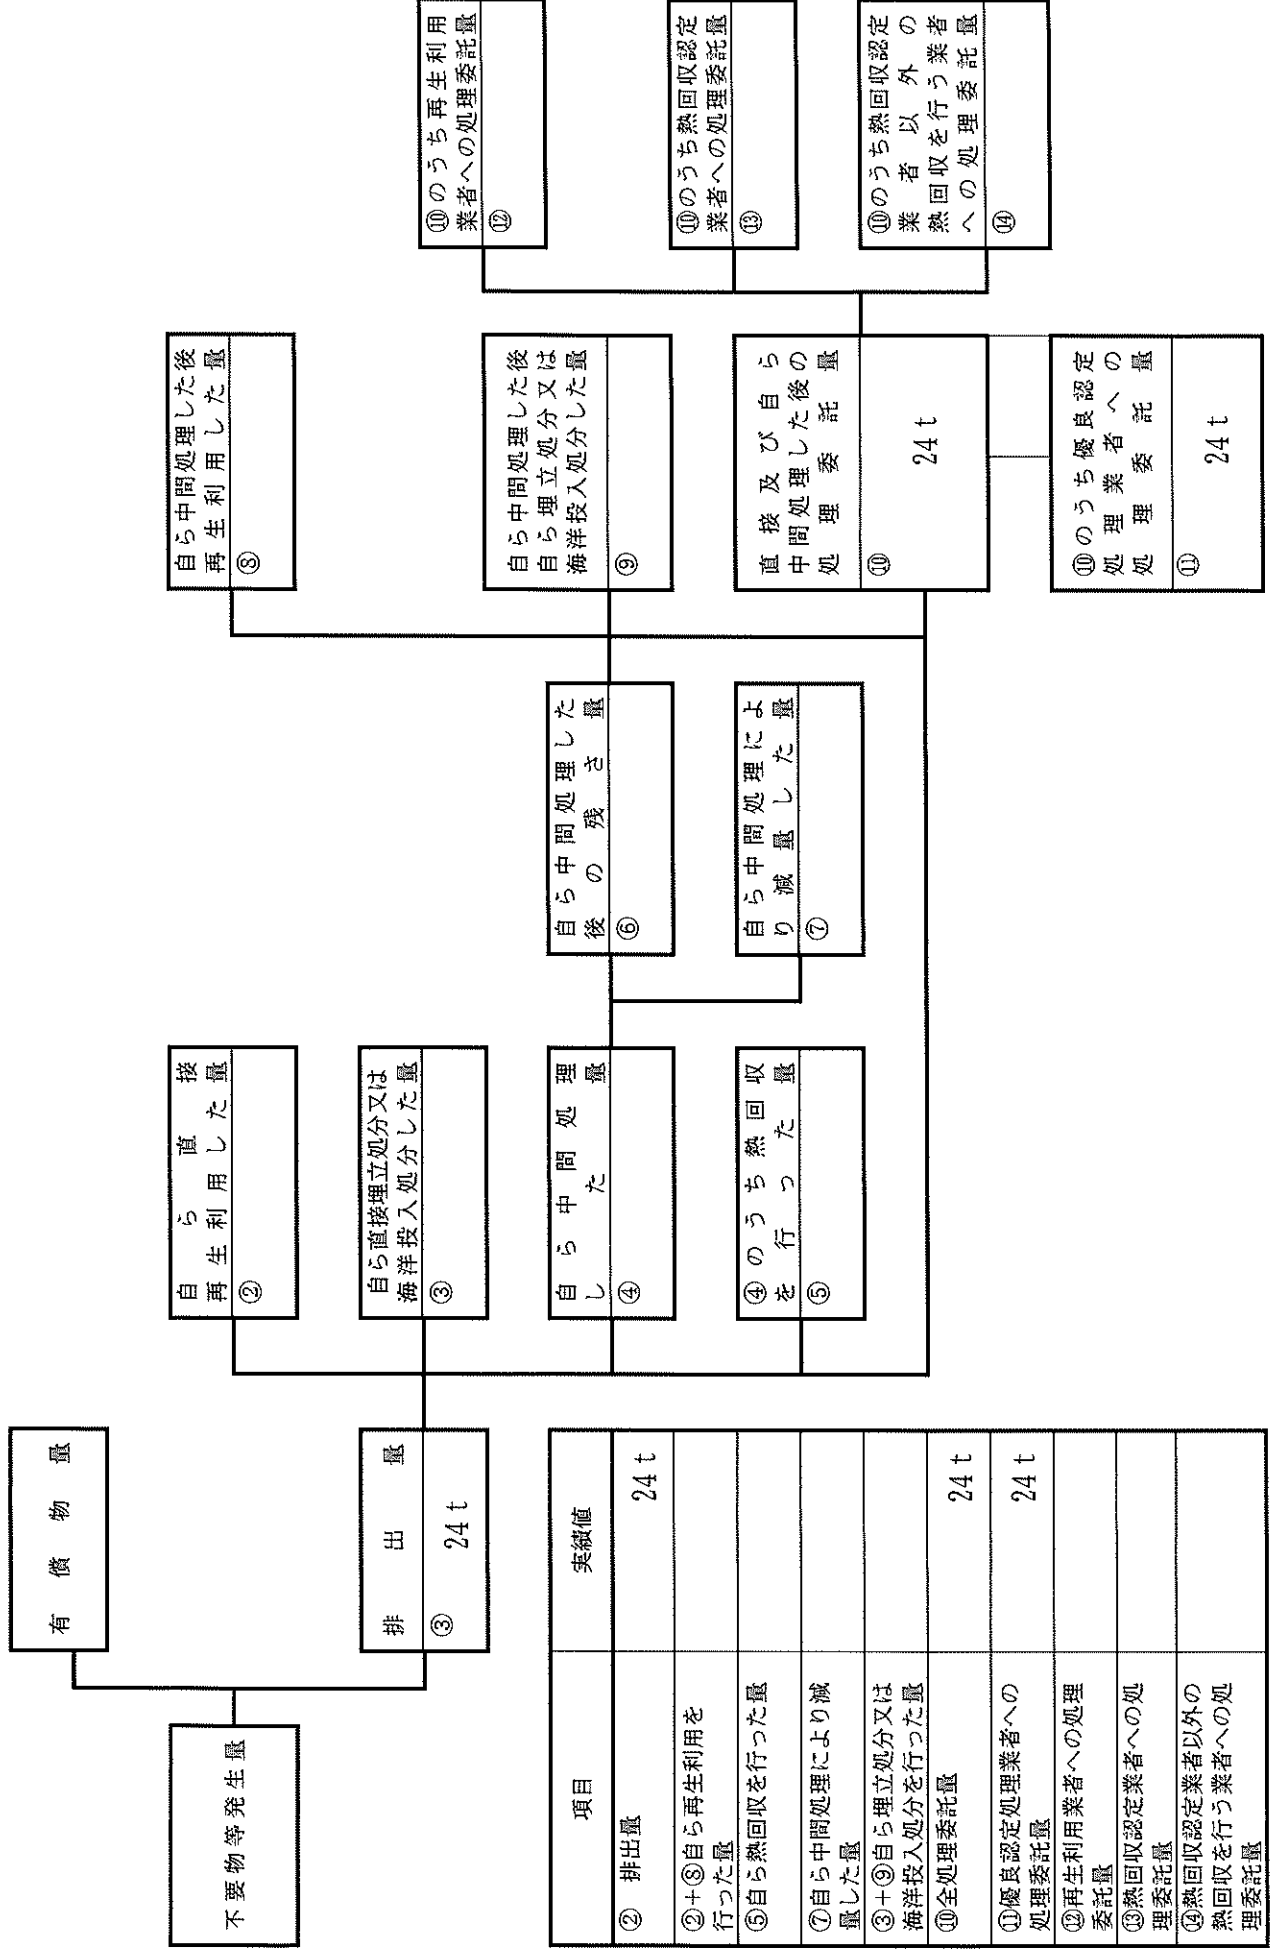 不要物等発生量
有償物量
排出量
③
24 t
自ら直接
再生利用した量
②
自ら直接埋立処分又は
海洋投入処分した量
③
自ら中間処理
した量
④
④のうち熱回収
を行った量
⑤
自ら中間処理した
後の残さ量
⑥
自ら中間処理によ
り減量した量
⑦
自ら中間処理した後
再生利用した量
⑧
自ら中間処理した後
自ら埋立処分又は
海洋投入処分した量
⑨
直接及び自ら
中間処理した後の
処理委託量
⑩
24 t
⑩のうち優良認定
処理業者への
処理委託量
⑪
24 t
⑩のうち再生利用
業者への処理委託量
⑫
⑩のうち熱回収認定
業者への処理委託量
⑬
⑩のうち熱回収認定
業者以外の
熱回収を行う業者
への処理委託量
⑭
項目 実績値
② 排出量 24 t
②+⑧自ら再生利用を
行った量
⑤自ら熱回収を行った量
⑦自ら中間処理により減
量した量
③+⑨自ら埋立処分又は
海洋投入処分を行った量
⑩全処理委託量 24 t
⑪優良認定処理業者への
処理委託量 24 t
⑫再生利用業者への処理
委託量
⑬熱回収認定業者への処
理委託量
⑭熱回収認定業者以外の
熱回収を行う業者への処
理委託量